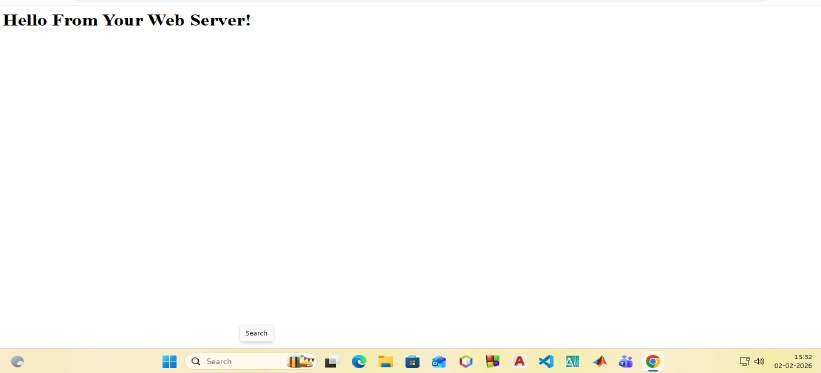 Hello From Your Web Server!
Search
Search
15:32
02-02-2026